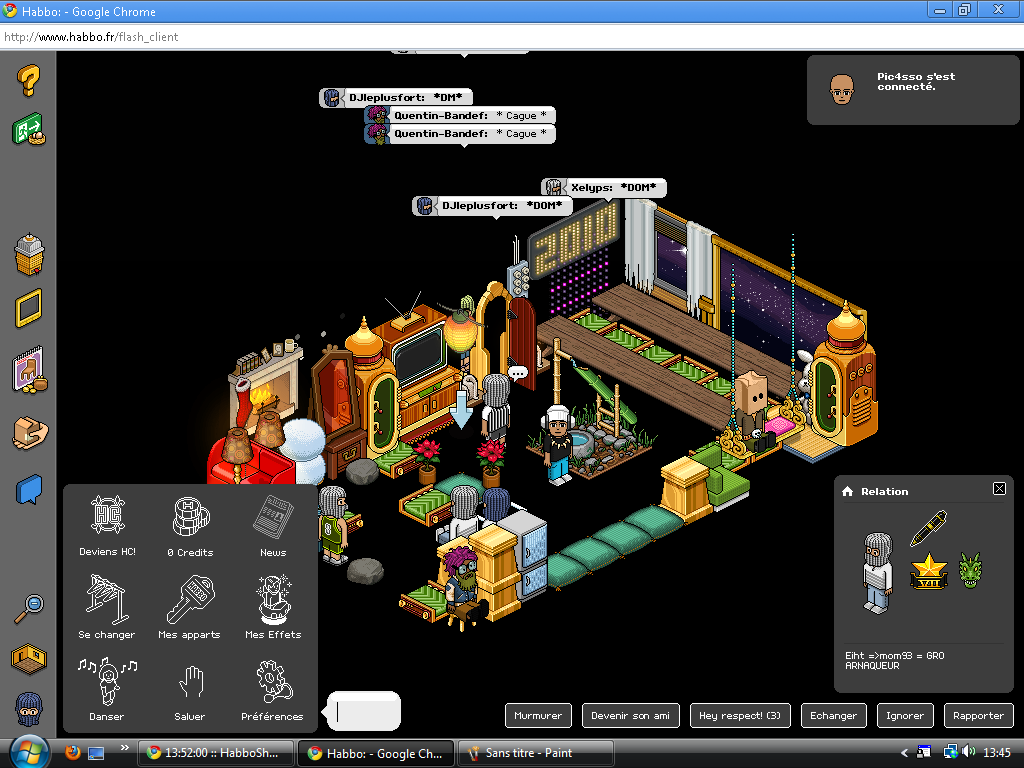 Habbo: - Google Chrome
http://www.habbo.fr/flash_client
Pic4sso s'est
connecté.
DJleplusfort: *DM*
Quentin-Bandef: * Cague *
Quentin-Bandef: * Cague *
Xelyps: *DOM*
DJleplusfort: *DOM*
2010
Relation
Eiht =>mom93 = GRO
ARNAQUEUR
HC
Deviens HC!
0 Credits
News
Se changer
Mes apparts
Mes Effets
Danser
Saluer
Préférences
Murmurer
Devenir son ami
Hey respect! (3)
Echanger
Ignorer
Rapporter
13:52:00 :: HabboSh...
Habbo: - Google Ch...
Sans titre - Paint
13:45